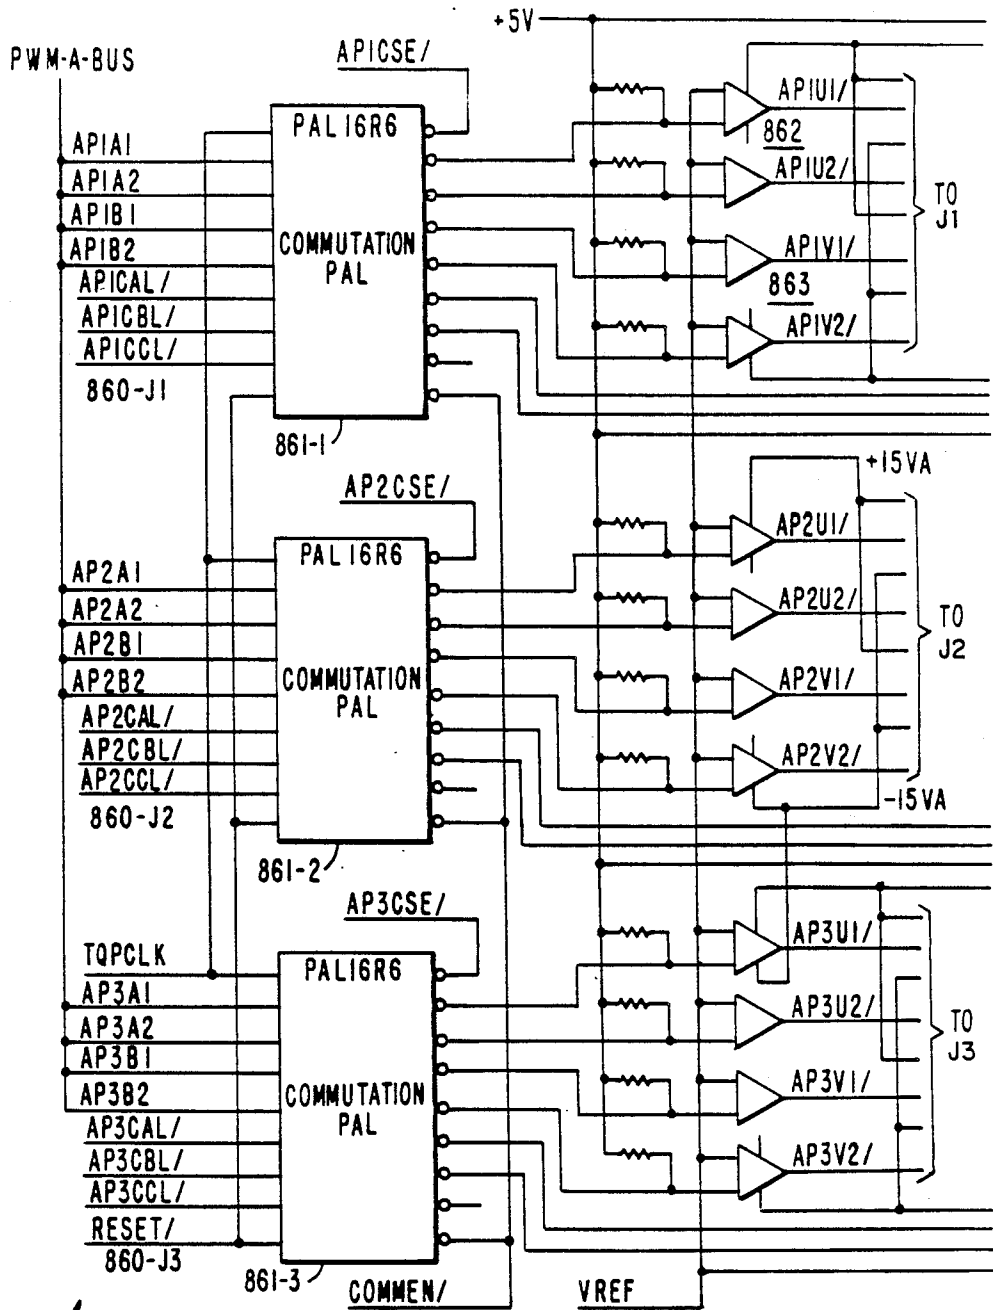 +5V
PWM-A-BUS
AP1CSE/
PAL16R6
AP1A1
AP1A2
AP1B1
AP1B2
AP1CAL/
AP1CBL/
AP1CCL/
860-J1
COMMUTATION
PAL
861-1
AP1U1/
862
AP1U2/
AP1V1/
863
AP1V2/
TO
J1
AP2CSE/
PAL16R6
AP2A1
AP2A2
AP2B1
AP2B2
AP2CAL/
AP2CBL/
AP2CCL/
860-J2
COMMUTATION
PAL
861-2
+15VA
AP2U1/
AP2U2/
AP2V1/
AP2V2/
-15VA
TO
J2
AP3CSE/
TQPCLK
PAL16R6
AP3A1
AP3A2
AP3B1
AP3B2
AP3CAL/
AP3CBL/
AP3CCL/
RESET/
860-J3
COMMUTATION
PAL
861-3
AP3U1/
AP3U2/
AP3V1/
AP3V2/
TO
J3
COMMEN/
VREF